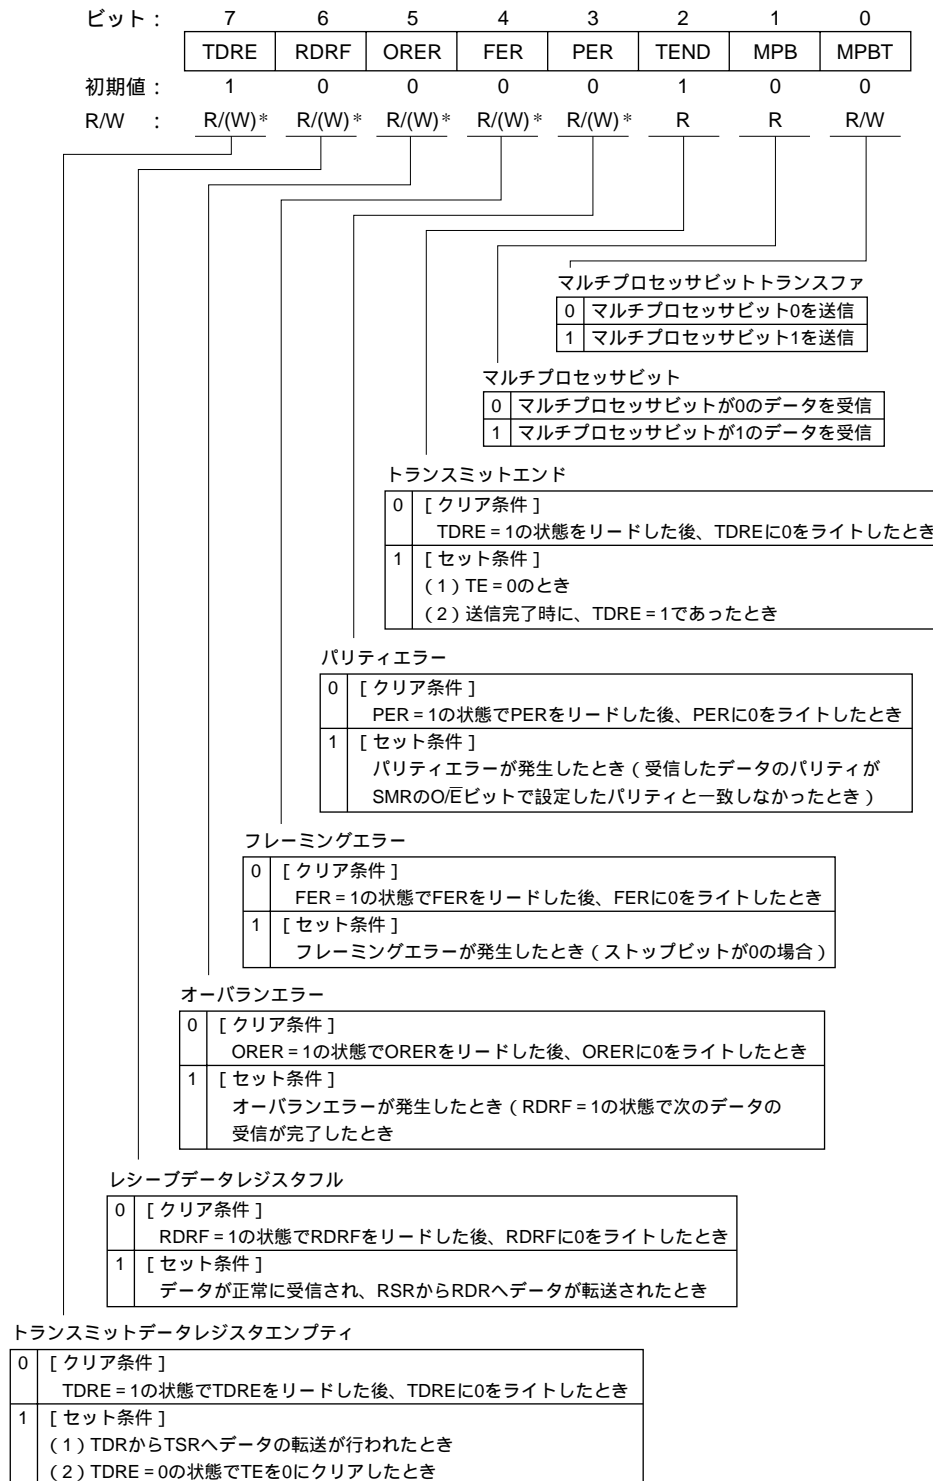 ビット： 7 6 5 4 3 2 1 0
TDRE RDRF ORER FER PER TEND MPB MPBT
初期値： 1 0 0 0 0 1 0 0
R/W ： R/(W)* R/(W)* R/(W)* R/(W)* R/(W)* R R R/W
マルチプロセッサビットトランスファ
0 マルチプロセッサビット0を送信
1 マルチプロセッサビット1を送信
マルチプロセッサビット
0 マルチプロセッサビットが0のデータを受信
1 マルチプロセッサビットが1のデータを受信
トランスミットエンド
0 ［クリア条件］
TDRE = 1の状態をリードした後、TDREに0をライトしたとき
1 ［セット条件］
（1）TE = 0のとき
（2）送信完了時に、TDRE = 1であったとき
パリティエラー
0 ［クリア条件］
PER = 1の状態でPERをリードした後、PERに0をライトしたとき
1 ［セット条件］
パリティエラーが発生したとき（受信したデータのパリティが
SMRのO/E̅ビットで設定したパリティと一致しなかったとき）
フレーミングエラー
0 ［クリア条件］
FER = 1の状態でFERをリードした後、FERに0をライトしたとき
1 ［セット条件］
フレーミングエラーが発生したとき（ストップビットが0の場合）
オーバランエラー
0 ［クリア条件］
ORER = 1の状態でORERをリードした後、ORERに0をライトしたとき
1 ［セット条件］
オーバランエラーが発生したとき（RDRF = 1の状態で次のデータの
受信が完了したとき
レシーブデータレジスタフル
0 ［クリア条件］
RDRF = 1の状態でRDRFをリードした後、RDRFに0をライトしたとき
1 ［セット条件］
データが正常に受信され、RSRからRDRへデータが転送されたとき
トランスミットデータレジスタエンプティ
0 ［クリア条件］
TDRE = 1の状態でTDREをリードした後、TDREに0をライトしたとき
1 ［セット条件］
（1）TDRからTSRへデータの転送が行われたとき
（2）TDRE = 0の状態でTEを0にクリアしたとき